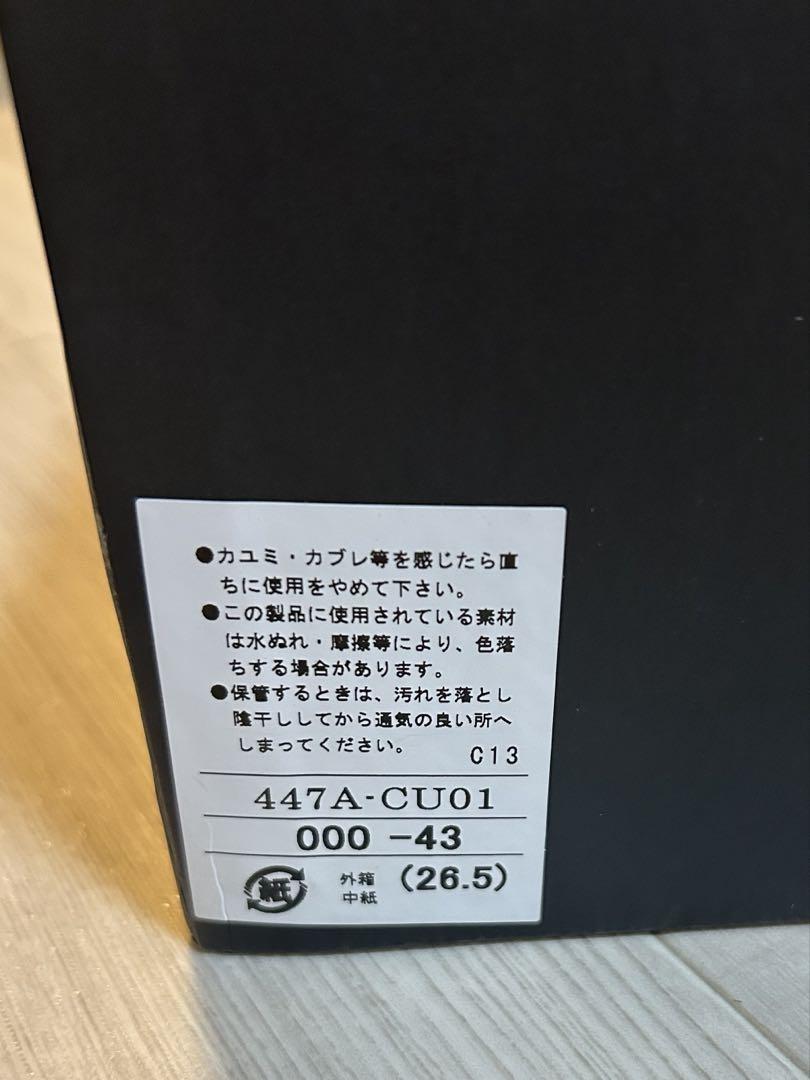 ●カユミ・カブレ等を感じたら直
ちに使用をやめて下さい。
●この製品に使用されている素材
は水ぬれ・摩擦等により、色落
ちする場合があります。
●保管するときは、汚れを落とし
陰干ししてから通気の良い所へ
しまってください。
C13
447A-CU01
000 -43
紙 外箱 (26.5)
中紙